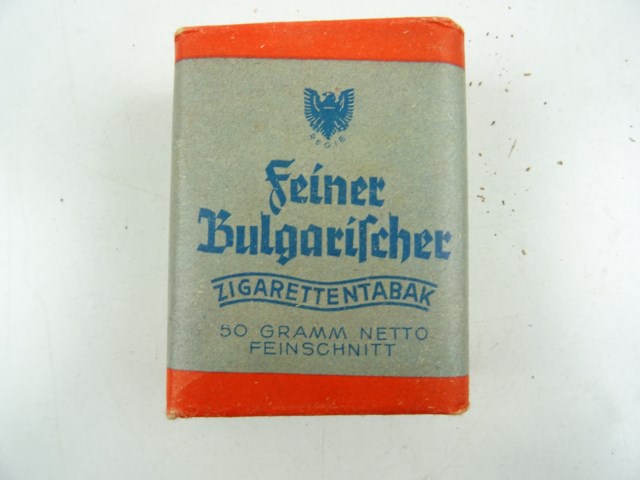 REGIE
Feiner
Bulgariſcher
ZIGARETTENTABAK
50 GRAMM NETTO
FEINSCHNITT